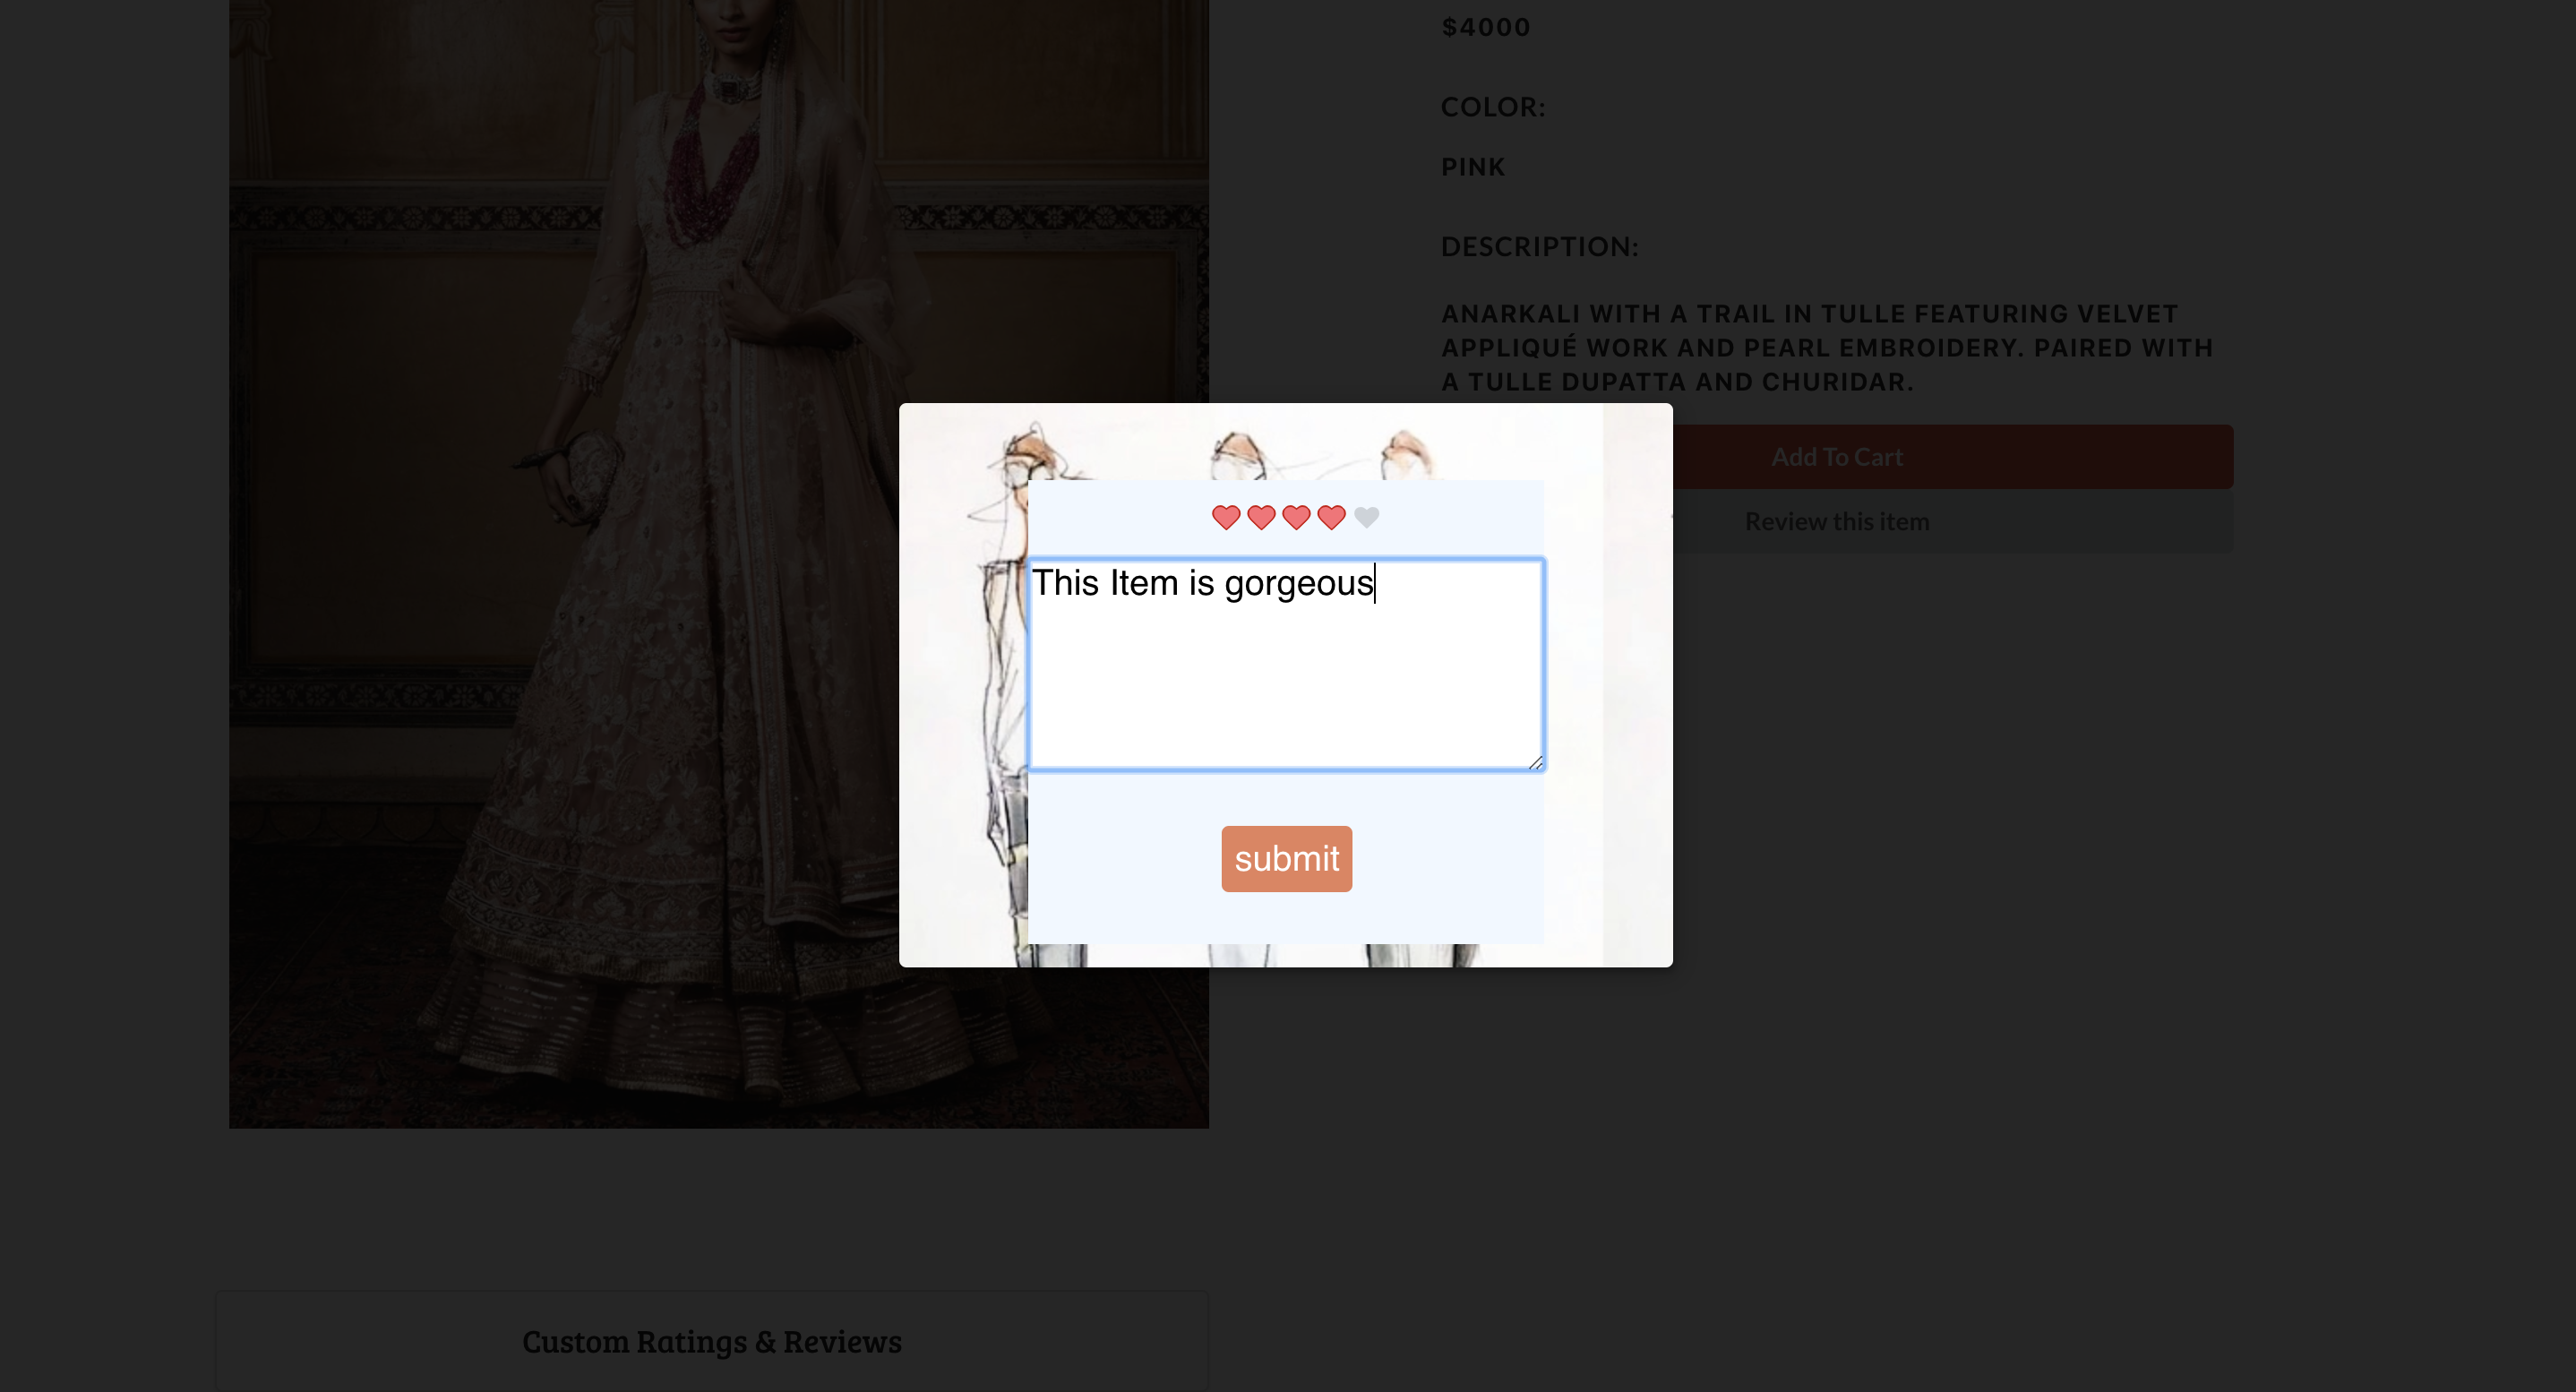 $4000
COLOR:
PINK
DESCRIPTION:
ANARKALI WITH A TRAIL IN TULLE FEATURING VELVET
APPLIQUÉ WORK AND PEARL EMBROIDERY. PAIRED WITH
A TULLE DUPATTA AND CHURIDAR.
Add To Cart
Review this item
This Item is gorgeous
submit
Custom Ratings & Reviews